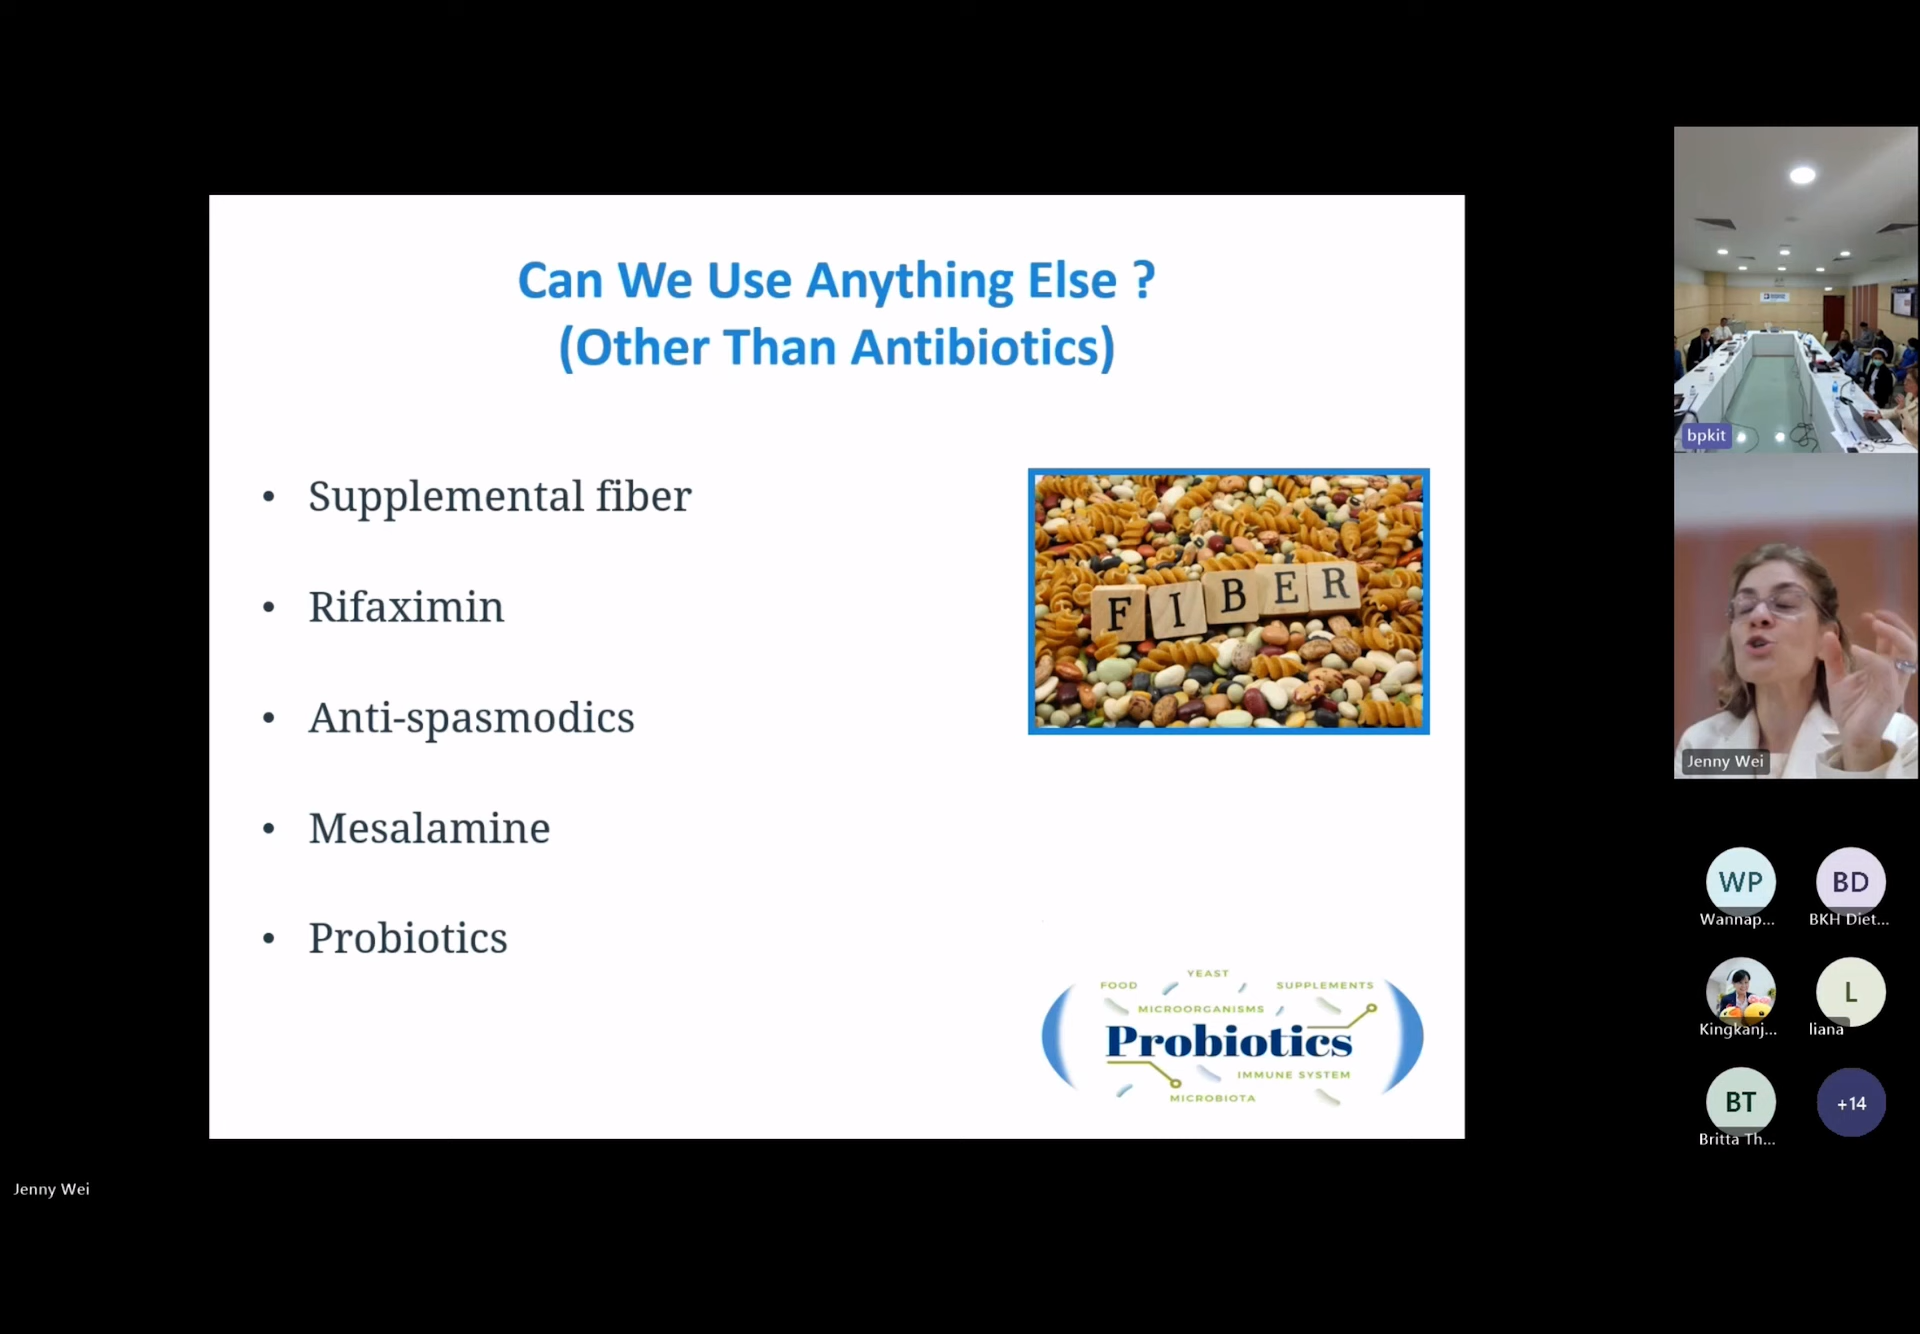 Can We Use Anything Else ?
(Other Than Antibiotics)
• Supplemental fiber
• Rifaximin
• Anti-spasmodics
• Mesalamine
• Probiotics
FIBER
YEAST
FOOD
SUPPLEMENTS
MICROORGANISMS
Probiotics
IMMUNE SYSTEM
MICROBIOTA
bpkit
Jenny Wei
WP
Wannap...
BD
BKH Diet...
Kingkanj...
L
liana
BT
Britta Th...
+14
Jenny Wei